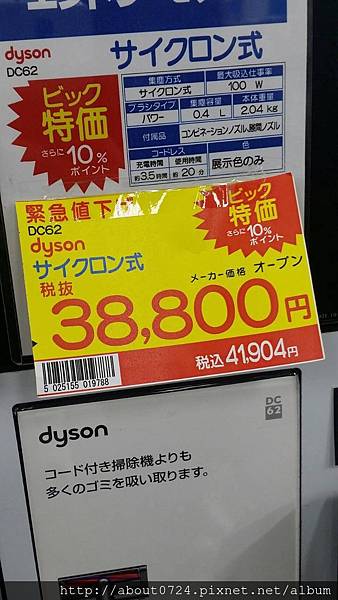 dyson
サイクロン式
DC62
ビック
特価
さらに10%
ポイント
集塵方式
最大吸込仕事率
サイクロン式
100 W
ブラシタイプ
集塵容量
本体重量
パワー
0.4 L
2.04 kg
付属品
コンビネーションノズル、隙間ノズル
コードレス
色
充電時間
使用時間
展示色のみ
約3.5時間
約20分
緊急値下げ
DC62
dyson
サイクロン式
ビック
特価
さらに10%
ポイント
税抜
メーカー価格 オープン
38,800円
税込41,904円
5 025155 019788
DC
62
dyson
コード付き掃除機よりも
多くのゴミを吸い取ります。
http://about0724.pixnet.net/album